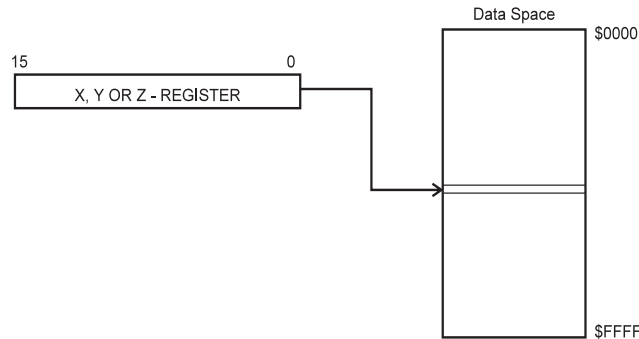 Data Space
$0000
15 0
X, Y OR Z - REGISTER
$FFFF